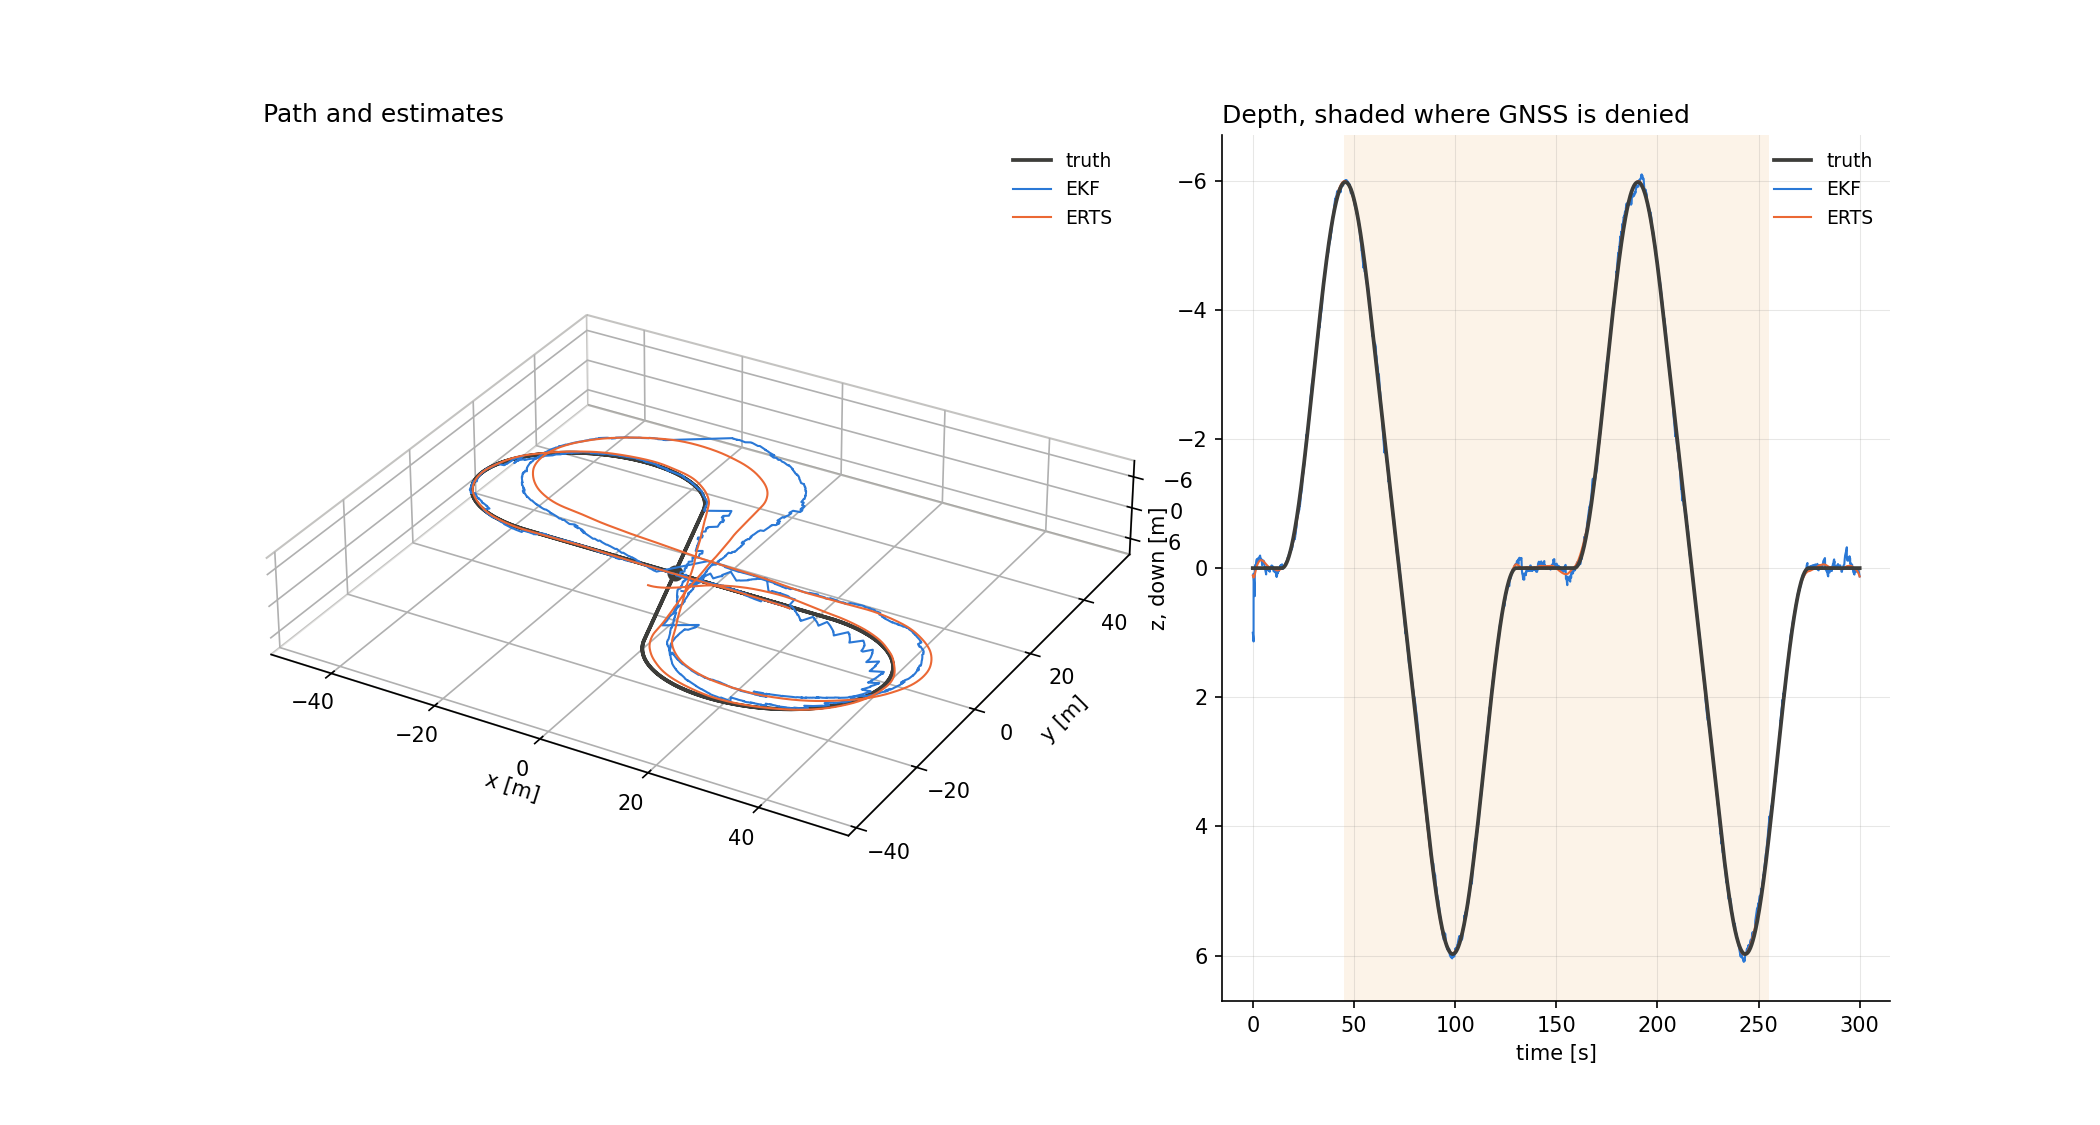 Path and estimates
truth
EKF
ERTS
−6
0
6
z, down [m]
40
20
0
−20
−40
y [m]
−40
−20
0
20
40
x [m]
Depth, shaded where GNSS is denied
truth
EKF
ERTS
−6
−4
−2
0
2
4
6
0
50
100
150
200
250
300
time [s]